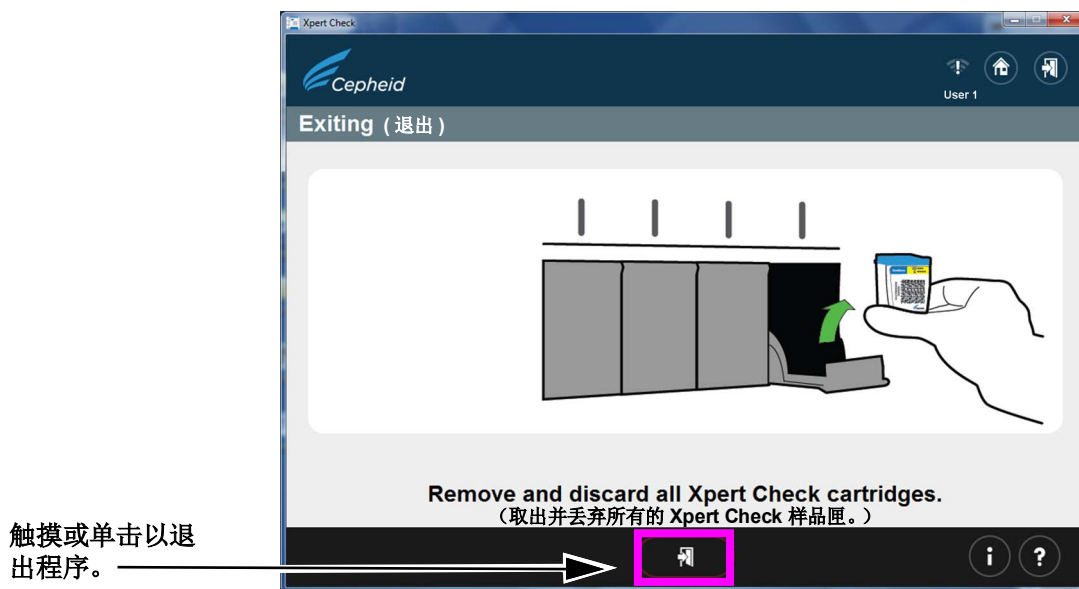 Xpert Check
Cepheid
User 1
Exiting (退出)
Remove and discard all Xpert Check cartridges.
（取出并丢弃所有的 Xpert Check 样品匣。）
触摸或单击以退
出程序。
i ?